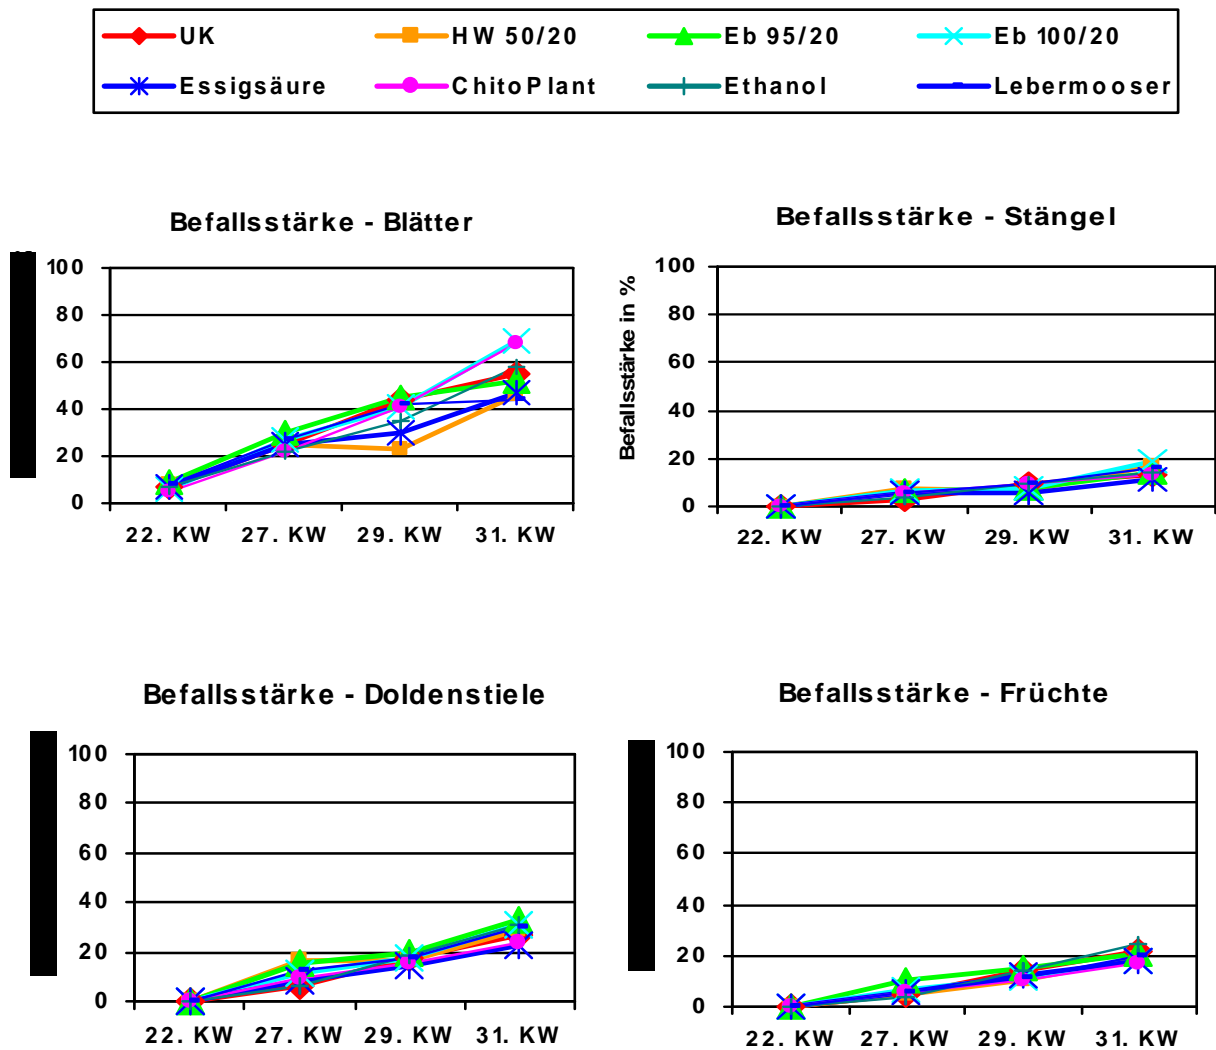 UK HW 50/20 Eb 95/20 Eb 100/20
Essigsäure ChitoPlant Ethanol Lebermooser
Befallsstärke - Blätter
100
80
60
40
20
0
22. KW 27. KW 29. KW 31. KW
Befallsstärke - Stängel
Befallsstärke in %
100
80
60
40
20
0
22. KW 27. KW 29. KW 31. KW
Befallsstärke - Doldenstiele
100
80
60
40
20
0
22. KW 27. KW 29. KW 31. KW
Befallsstärke - Früchte
100
80
60
40
20
0
22. KW 27. KW 29. KW 31. KW